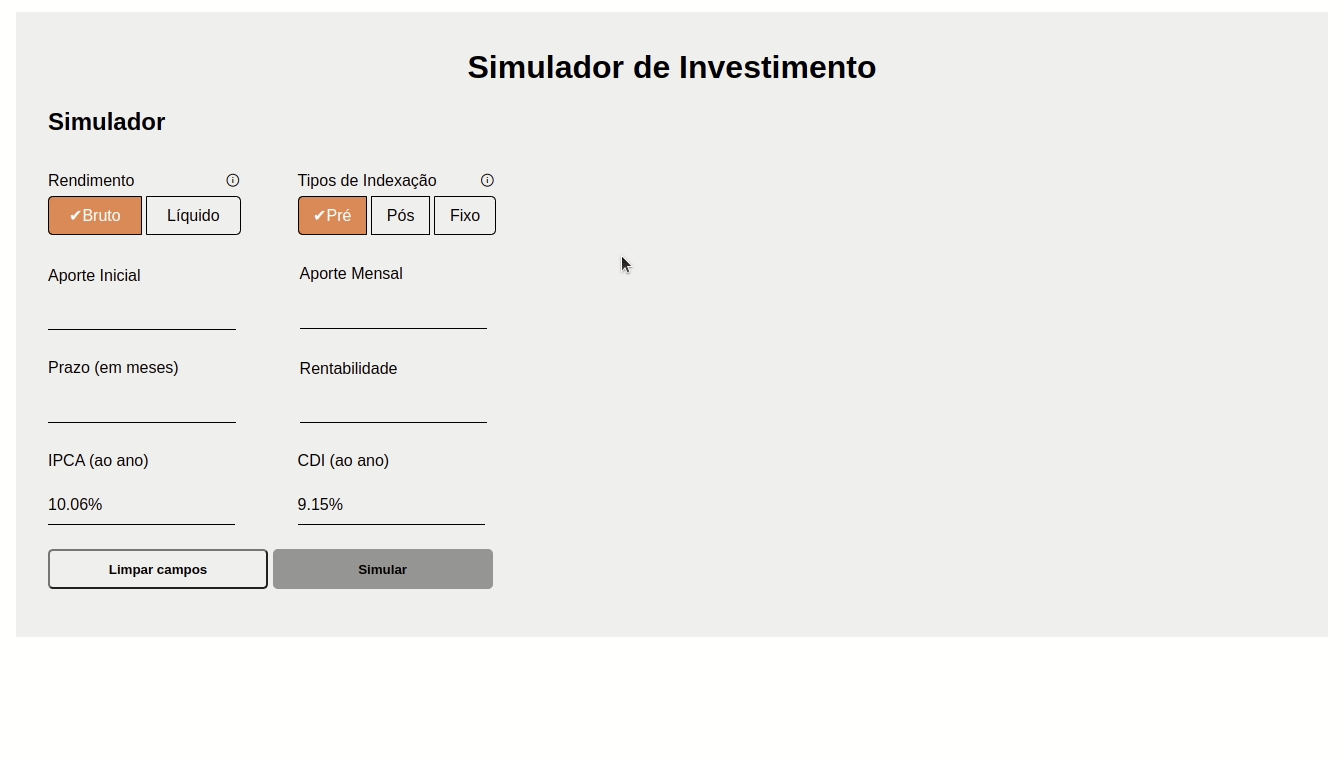 Simulador de Investimento
Simulador
Rendimento Tipos de Indexação
✔Bruto Líquido ✔Pré Pós Fixo
Aporte Inicial Aporte Mensal
Prazo (em meses) Rentabilidade
IPCA (ao ano) CDI (ao ano)
10.06% 9.15%
Limpar campos Simular